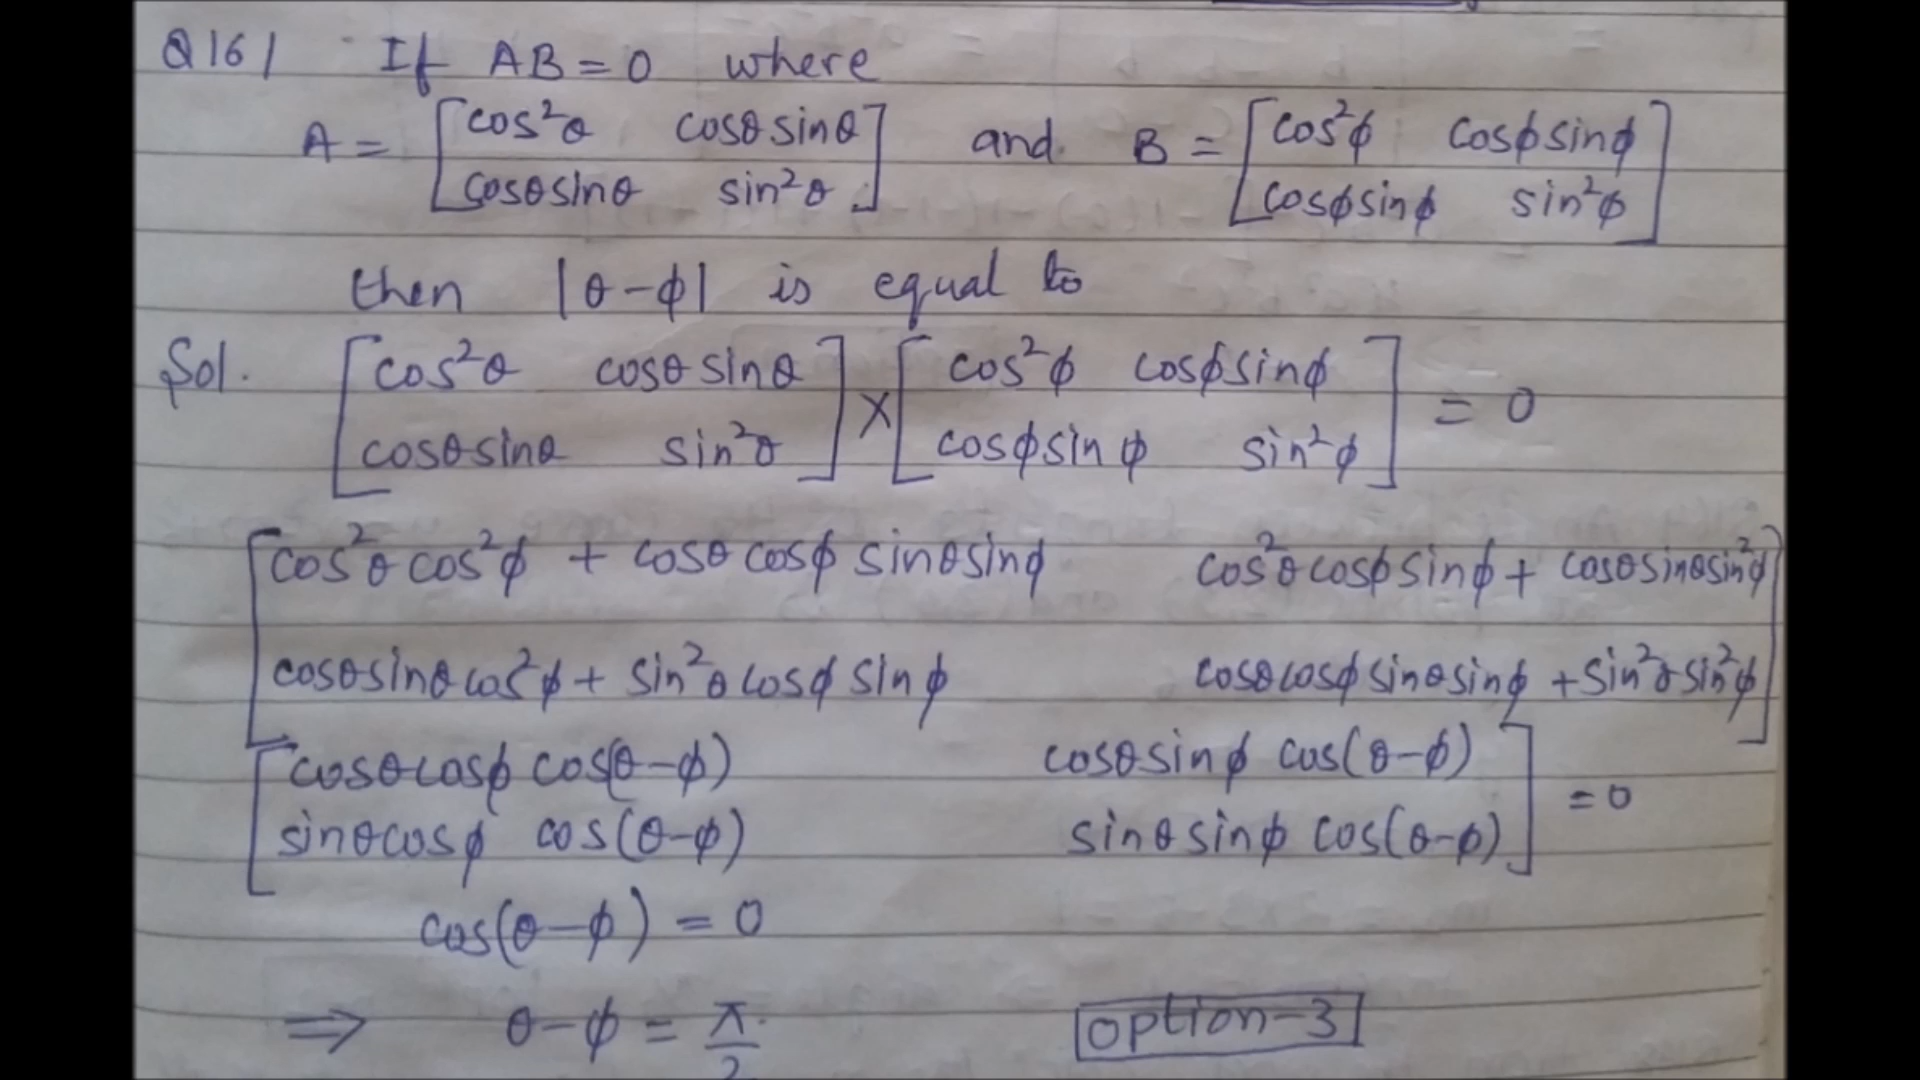 Q161 If AB = 0 where
A = [cos²θ cosθ sinθ] and B = [cos²ϕ cosϕ sinϕ]
[cosθ sinθ sin²θ] [cosϕ sinϕ sin²ϕ]
then |θ-ϕ| is equal to
Sol. [cos²θ cosθ sinθ] × [cos²ϕ cosϕ sinϕ] = 0
[cosθ sinθ sin²θ] [cosϕ sin ϕ sin²ϕ]
[cos²θ cos²ϕ + cosθ cosϕ sinθ sinϕ cos²θ cosϕ sinϕ + cosθ sinθ sin²ϕ]
[cosθ sinθ cos²ϕ + sin²θ cosϕ sinϕ cosθ cosϕ sinθ sinϕ + sin²θ sin²ϕ]
[cosθ cosϕ cos(θ-ϕ) cosθ sinϕ cos(θ-ϕ)] = 0
[sinθ cosϕ cos(θ-ϕ) sinθ sinϕ cos(θ-ϕ)]
cos(θ-ϕ) = 0
⇒ θ-ϕ = π/2 option-3